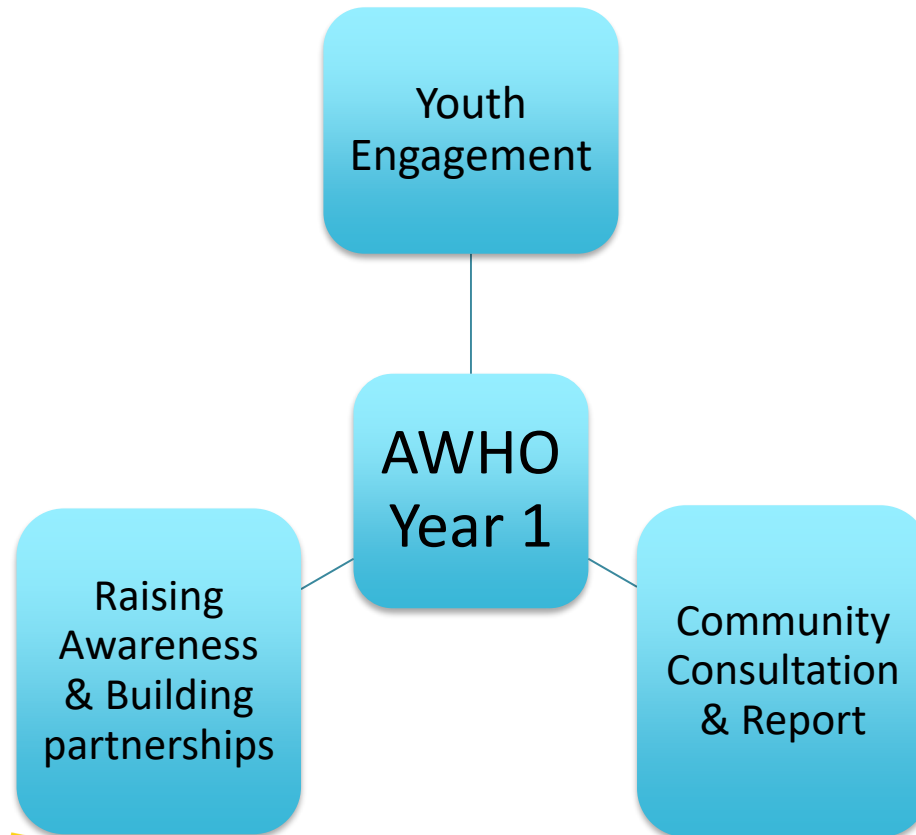 Youth
Engagement
AWHO
Year 1
Raising
Awareness
& Building
partnerships
Community
Consultation
& Report